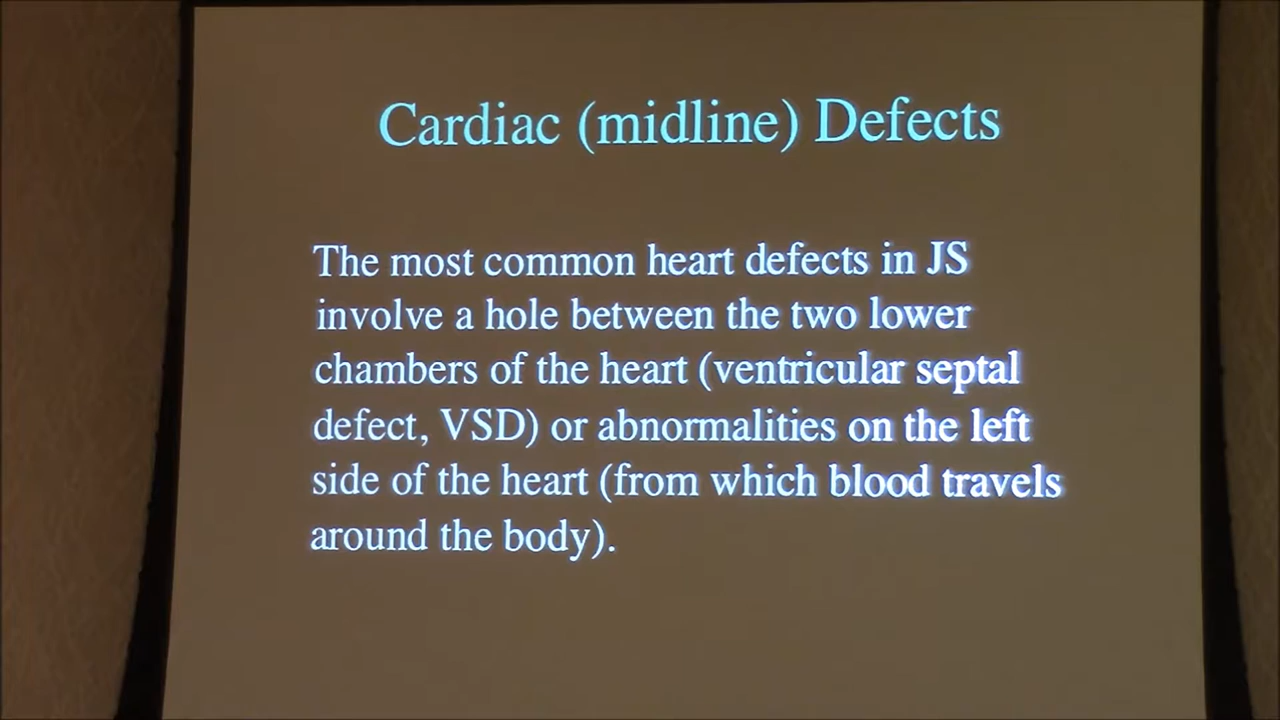 Cardiac (midline) Defects
The most common heart defects in JS
involve a hole between the two lower
chambers of the heart (ventricular septal
defect, VSD) or abnormalities on the left
side of the heart (from which blood travels
around the body).